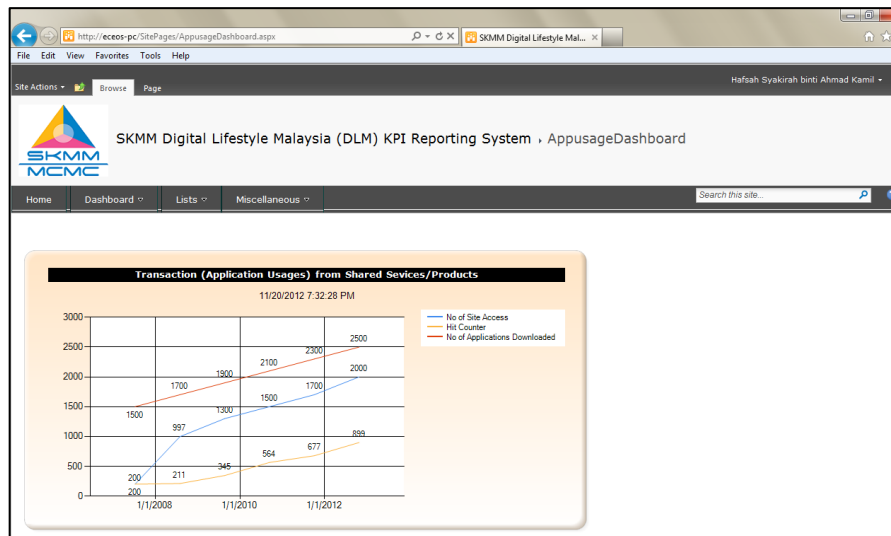 http://eceos-pc/SitePages/AppusageDashboard.aspx
SKMM Digital Lifestyle Mal...
File Edit View Favorites Tools Help
Site Actions Browse Page
Hafsah Syakirah binti Ahmad Kamil
SKMM
MCMC
SKMM Digital Lifestyle Malaysia (DLM) KPI Reporting System › AppusageDashboard
Home Dashboard Lists Miscellaneous
Search this site...
Transaction (Application Usages) from Shared Sevices/Products
11/20/2012 7:32:28 PM
No of Site Access
Hit Counter
No of Applications Downloaded
3000
2500
2000
1500
1000
500
0
1500 1700 1900 2100 2300 2500
200 997 1300 1500 1700 2000
200 211 345 564 677 899
1/1/2008 1/1/2010 1/1/2012